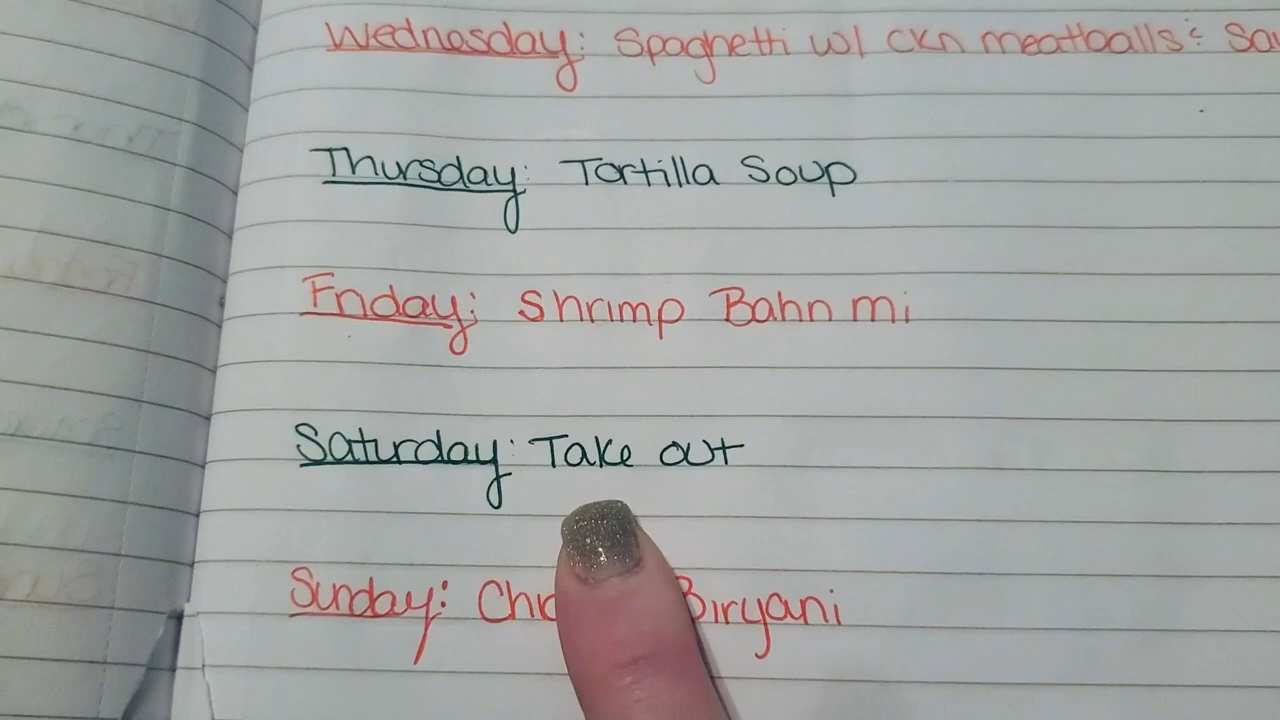 Wednesday: Spaghetti w/ ckn meatballs &
Thursday: Tortilla Soup
Friday: Shrimp Bahn mi
Saturday: Take out
Sunday: Biryani